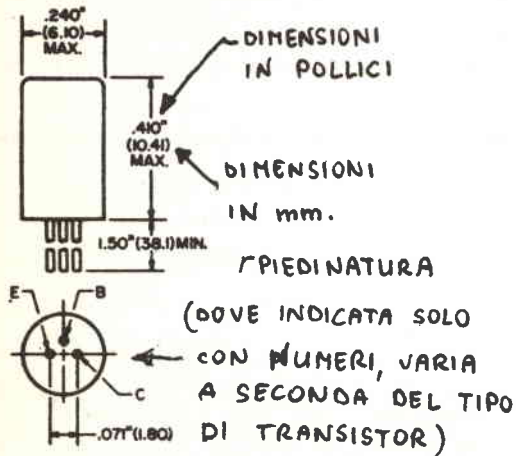 .240"
(6.10)
MAX.
DIMENSIONI
IN POLLICI
.410"
(10.41)
MAX.
DIMENSIONI
IN mm.
1.50"(38.1)MIN.
PIEDINATURA
E
B
(DOVE INDICATA SOLO
CON NUMERI, VARIA
A SECONDA DEL TIPO
DI TRANSISTOR)
C
.071"(1.80)